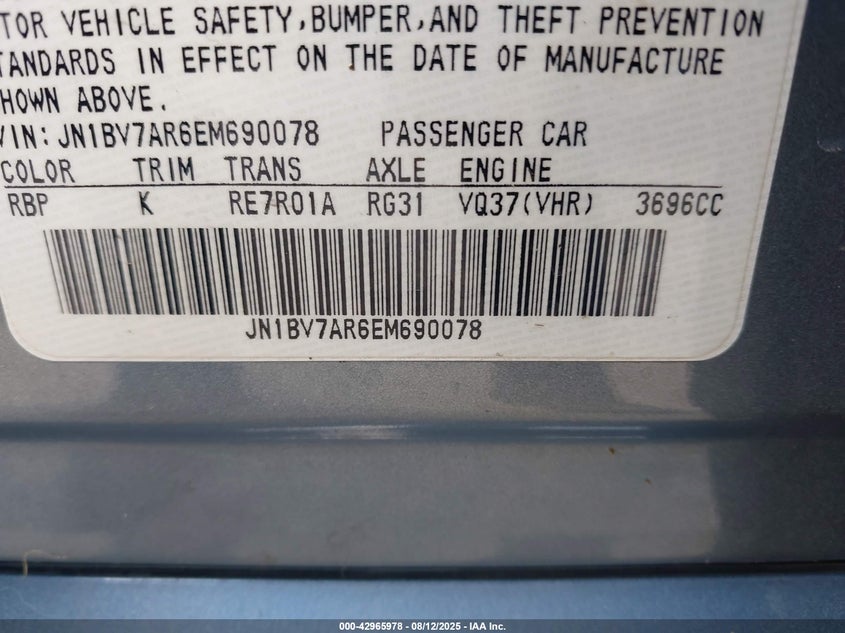 TOR VEHICLE SAFETY,BUMPER,AND THEFT PREVENTION
TANDARDS IN EFFECT ON THE DATE OF MANUFACTURE
HOWN ABOVE.
VIN: JN1BV7AR6EM690078 PASSENGER CAR
COLOR TRIM TRANS AXLE ENGINE
RBP K RE7R01A RG31 VQ37(VHR) 3696CC
JN1BV7AR6EM690078
000-42965978 - 08/12/2025 - IAA Inc.